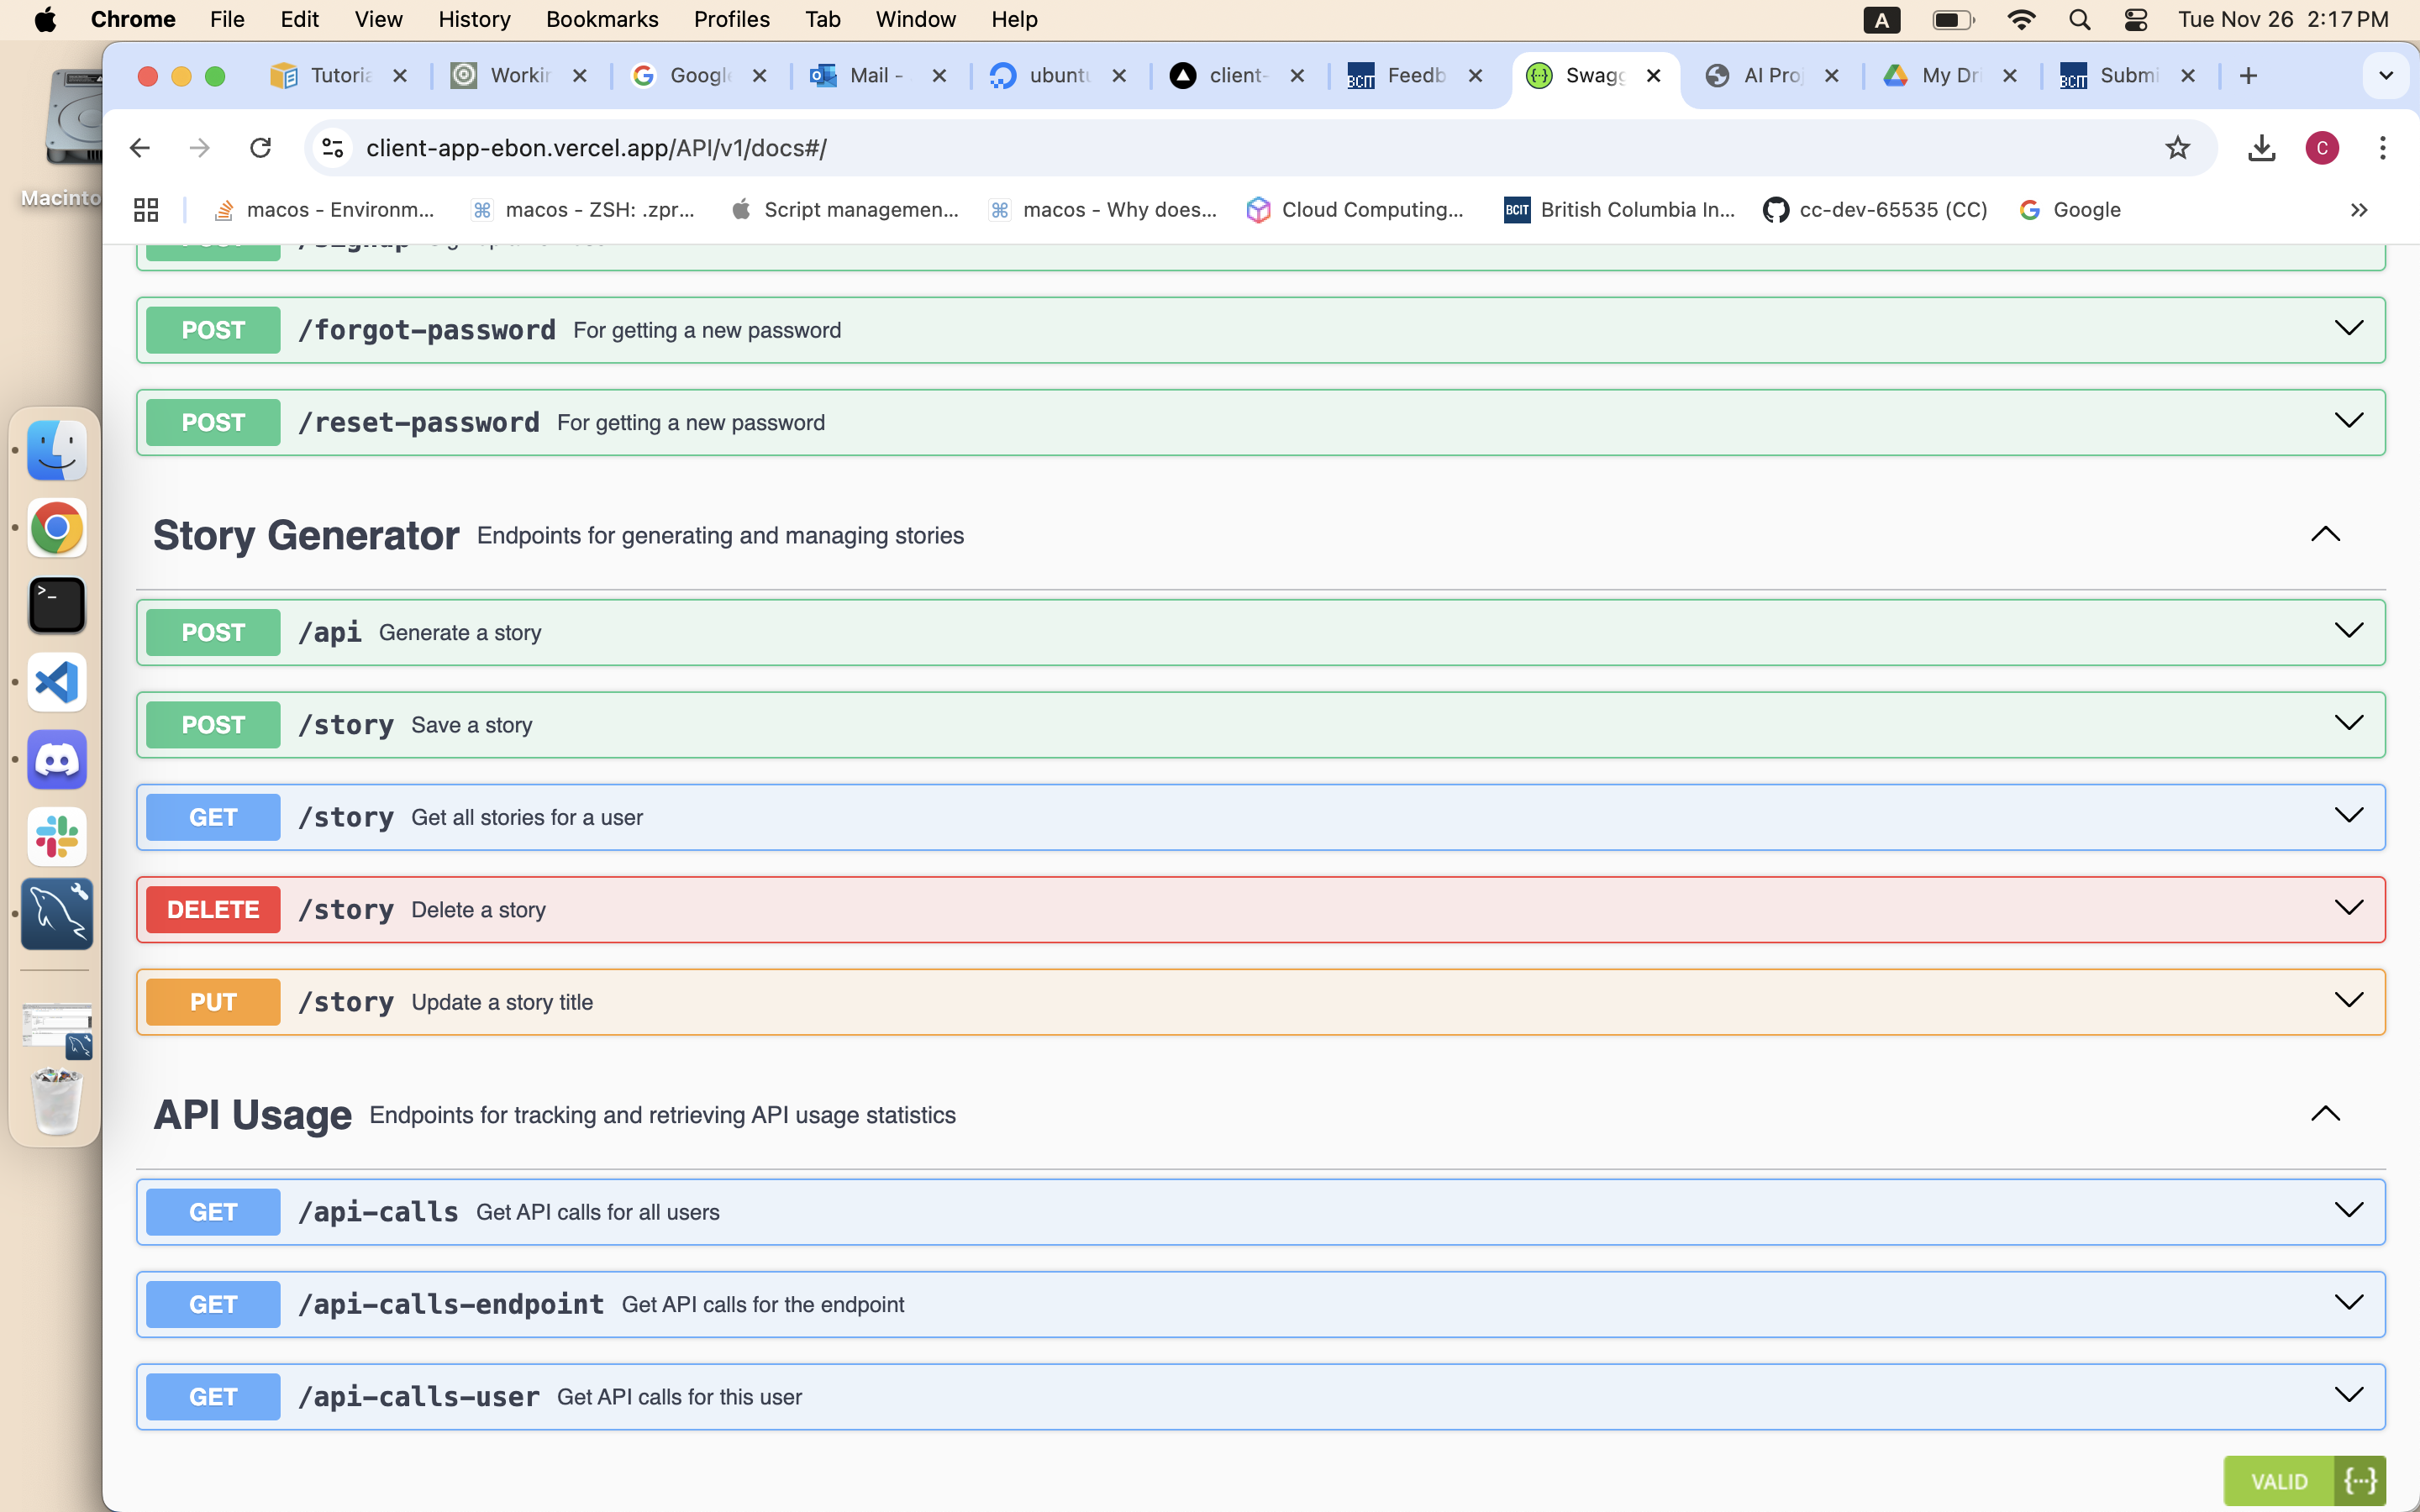 Chrome File Edit View History Bookmarks Profiles Tab Window Help A Tue Nov 26 2:17 PM
Macinto
Tutoria Workin Google Mail - ubuntu client- Feedb Swagg AI Proj My Dri Submi
client-app-ebon.vercel.app/API/v1/docs#/ C
macos - Environm... macos - ZSH: .zpr... Script managemen... macos - Why does... Cloud Computing... BCIT British Columbia In... cc-dev-65535 (CC) Google
POST /forgot-password For getting a new password
POST /reset-password For getting a new password
Story Generator Endpoints for generating and managing stories
POST /api Generate a story
POST /story Save a story
GET /story Get all stories for a user
DELETE /story Delete a story
PUT /story Update a story title
API Usage Endpoints for tracking and retrieving API usage statistics
GET /api-calls Get API calls for all users
GET /api-calls-endpoint Get API calls for the endpoint
GET /api-calls-user Get API calls for this user
VALID {···}